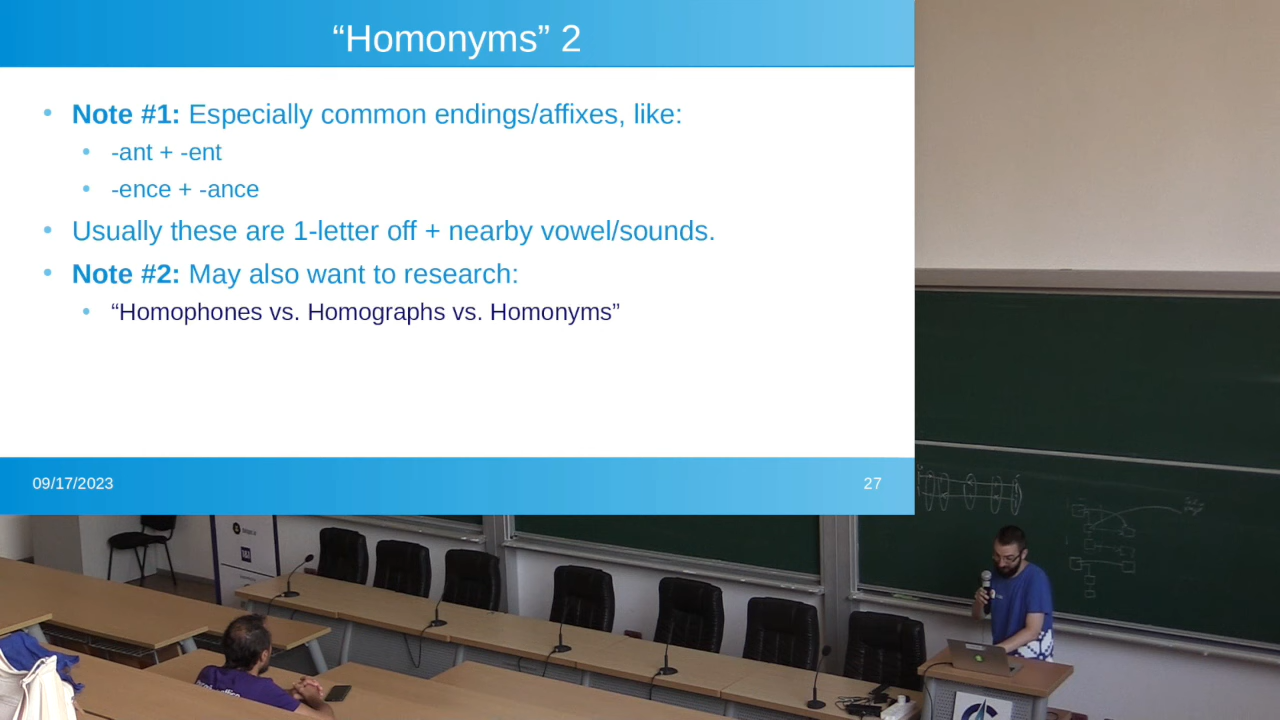 “Homonyms” 2
Note #1: Especially common endings/affixes, like:
-ant + -ent
-ence + -ance
Usually these are 1-letter off + nearby vowel/sounds.
Note #2: May also want to research:
“Homophones vs. Homographs vs. Homonyms”
09/17/2023
27